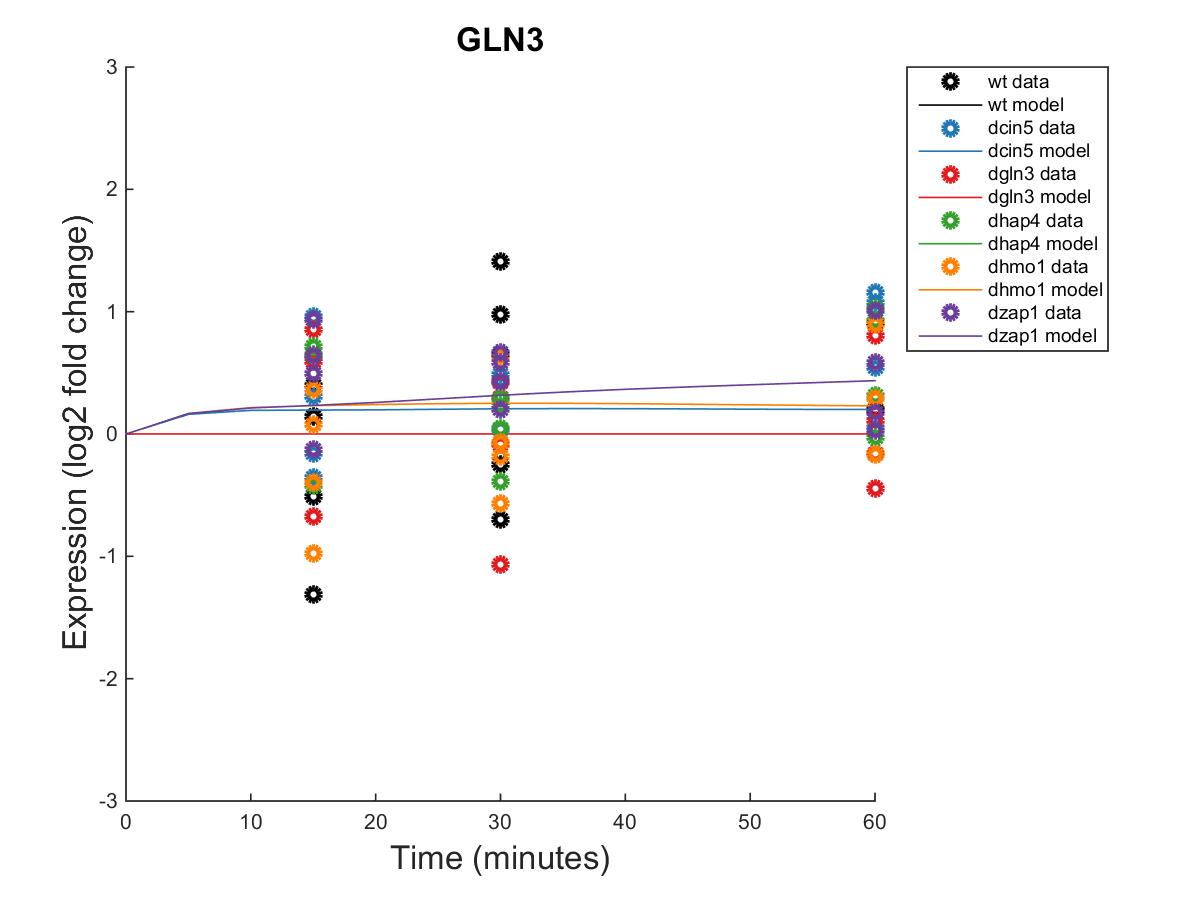 GLN3
3
2
1
0
-1
-2
-3
Expression (log2 fold change)
0 10 20 30 40 50 60
Time (minutes)
wt data
wt model
dcin5 data
dcin5 model
dgln3 data
dgln3 model
dhap4 data
dhap4 model
dhmo1 data
dhmo1 model
dzap1 data
dzap1 model